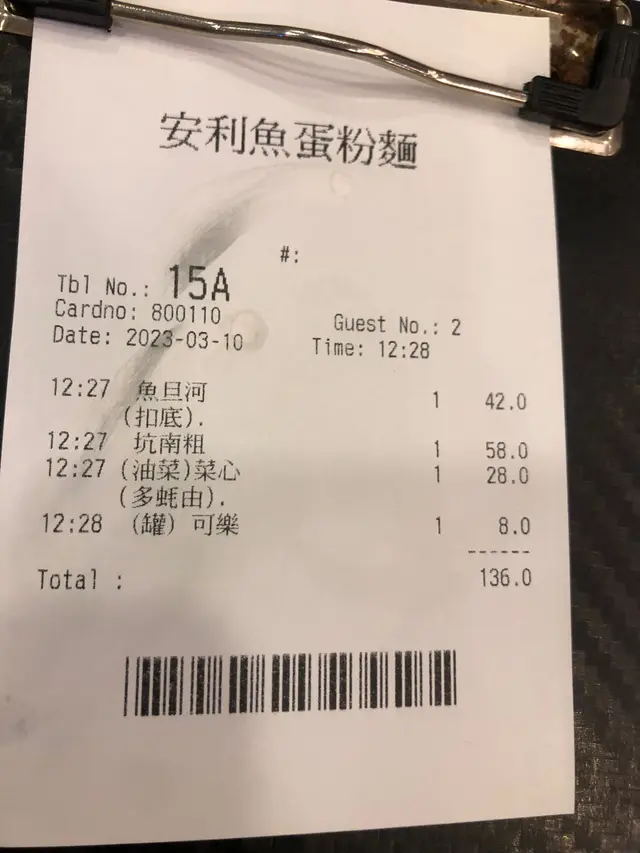 安利魚蛋粉麵
#:
Tbl No.: 15A
Cardno: 800110 Guest No.: 2
Date: 2023-03-10 Time: 12:28
12:27 魚旦河 1 42.0
(扣底).
12:27 坑南粗 1 58.0
12:27 (油菜)菜心 1 28.0
(多蚝由).
12:28 (罐) 可樂 1 8.0
------
Total : 136.0